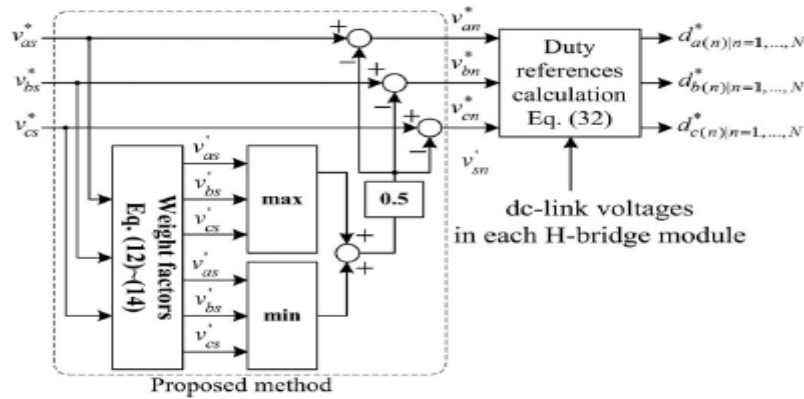 v*as
v*bs
v*cs
+
−
+
−
+
−
v*an
v*bn
v*cn
v'sn
Duty
references
calculation
Eq. (32)
d*a(n)|n=1,...,N
d*b(n)|n=1,...,N
d*c(n)|n=1,...,N
dc-link voltages
in each H-bridge module
Weight factors
Eq. (12)~(14)
v'as
v'bs
v'cs
v'as
v'bs
v'cs
max
min
+
+
0.5
Proposed method